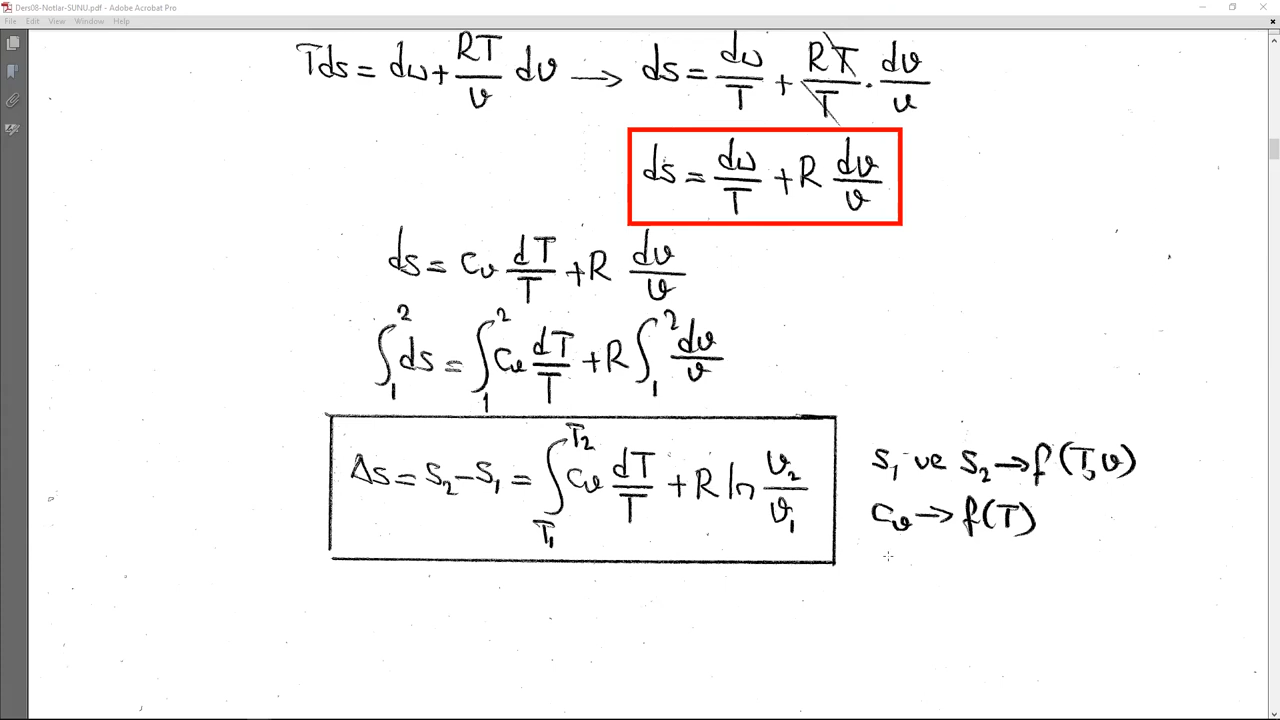 Ders08-Notlar-SUNU.pdf - Adobe Acrobat Pro
File Edit View Window Help
Tds = du + RT/v dv → ds = du/T + RT/T · dv/v
ds = du/T + R dv/v
ds = cv dT/T + R dv/v
∫₁² ds = ∫₁² cv dT/T + R ∫₁² dv/v
Δs = s₂ - s₁ = ∫_T₁^T₂ cv dT/T + R ln v₂/v₁
s₁ ve s₂ → f(T, v)
cv → f(T)